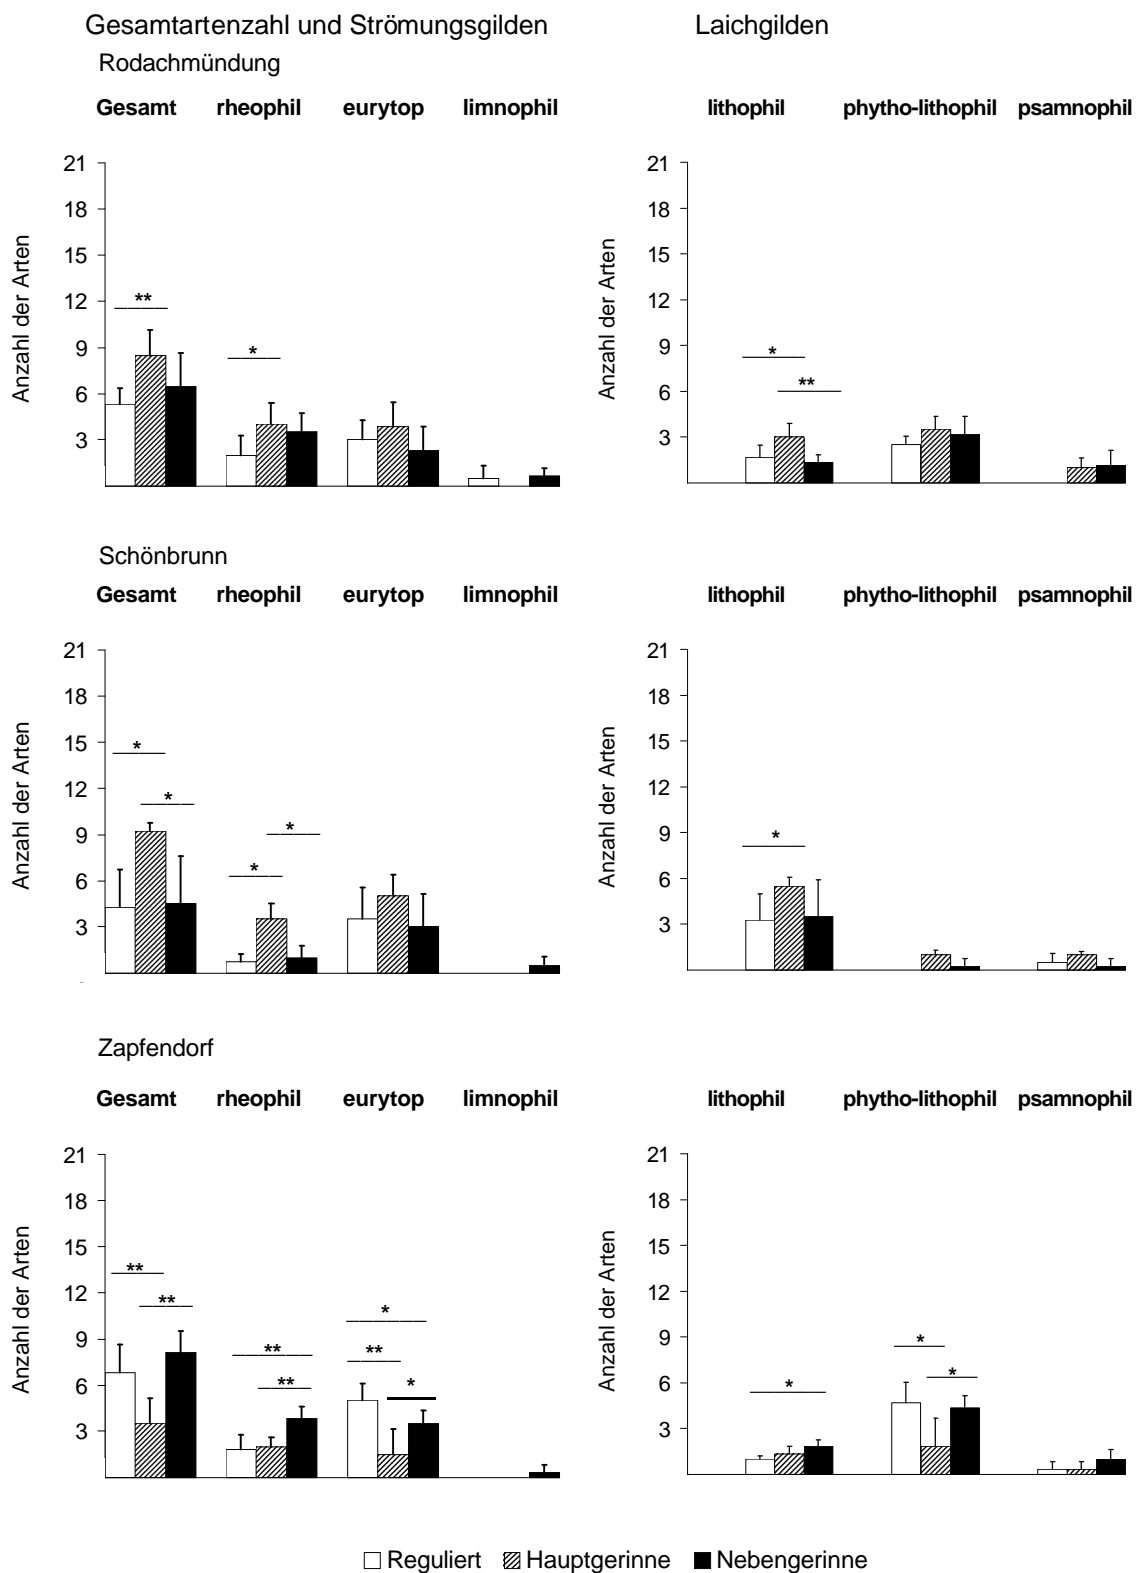 Gesamtartenzahl und Strömungsgilden Laichgilden
Rodachmündung
Gesamt rheophil eurytop limnophil lithophil phyto-lithophil psamnophil
Anzahl der Arten
21
18
15
12
9
6
3
** *
Anzahl der Arten
21
18
15
12
9
6
3
* **
Schönbrunn
Gesamt rheophil eurytop limnophil lithophil phytho-lithophil psamnophil
Anzahl der Arten
21
18
15
12
9
6
3
* * * *
Anzahl der Arten
21
18
15
12
9
6
3
*
Zapfendorf
Gesamt rheophil eurytop limnophil lithophil phytho-lithophil psamnophil
Anzahl der Arten
21
18
15
12
9
6
3
** ** ** ** * ** *
Anzahl der Arten
21
18
15
12
9
6
3
* * *
Reguliert Hauptgerinne Nebengerinne